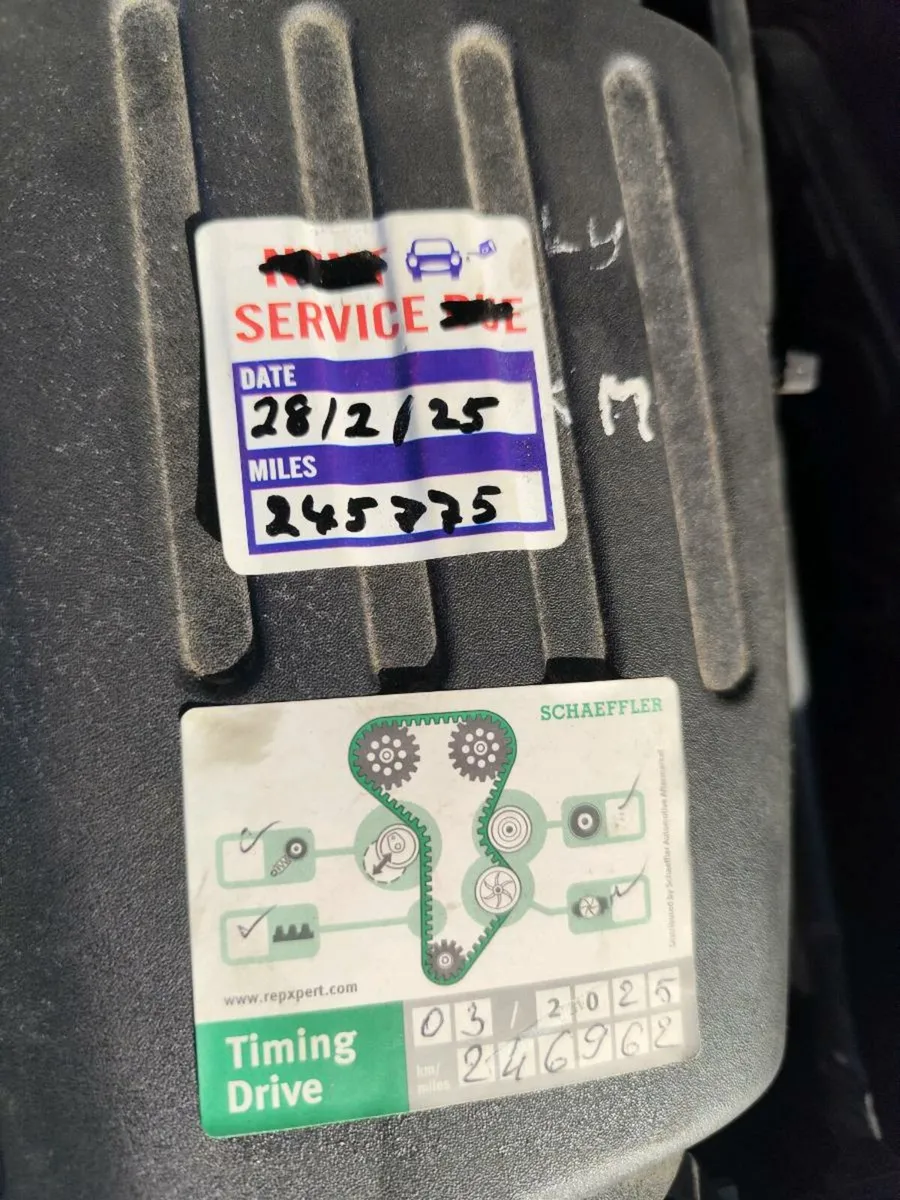 SERVICE
DATE
28/2/25
MILES
245775
SCHAEFFLER
www.repxpert.com
Timing
Drive
03/2025
km/
miles
246962